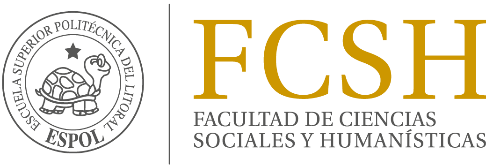 ESCUELA SUPERIOR POLITÉCNICA DEL LITORAL
ESPOL
FCSH
FACULTAD DE CIENCIAS
SOCIALES Y HUMANÍSTICAS